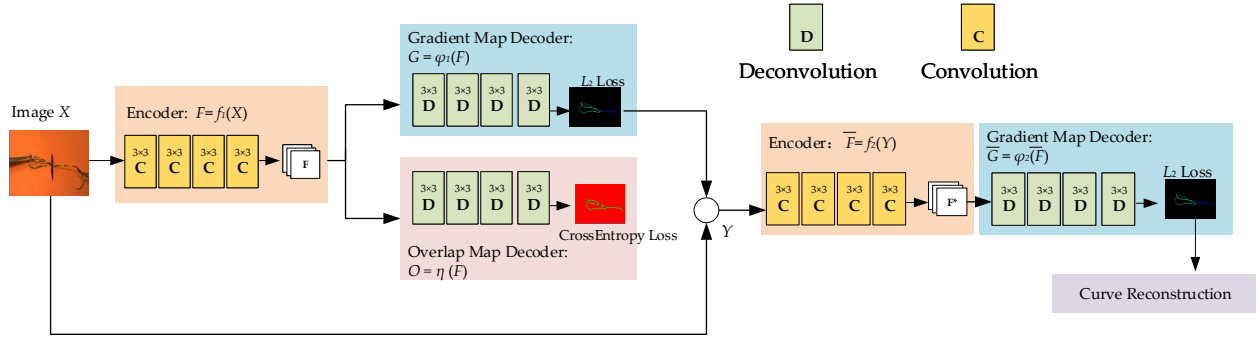 Gradient Map Decoder:
G = φ₁(F)
3×3 3×3 3×3 3×3
D D D D
L₂ Loss
D
Deconvolution
C
Convolution
Image X
Encoder: F= f₁(X)
3×3 3×3 3×3 3×3
C C C C
F
3×3 3×3 3×3 3×3
D D D D
CrossEntropy Loss
Overlap Map Decoder:
O = η (F)
Y
Encoder: F̅= f₂(Y)
3×3 3×3 3×3 3×3
C C C C
F*
Gradient Map Decoder:
G̅ = φ₂(F̅)
3×3 3×3 3×3 3×3
D D D D
L₂ Loss
Curve Reconstruction